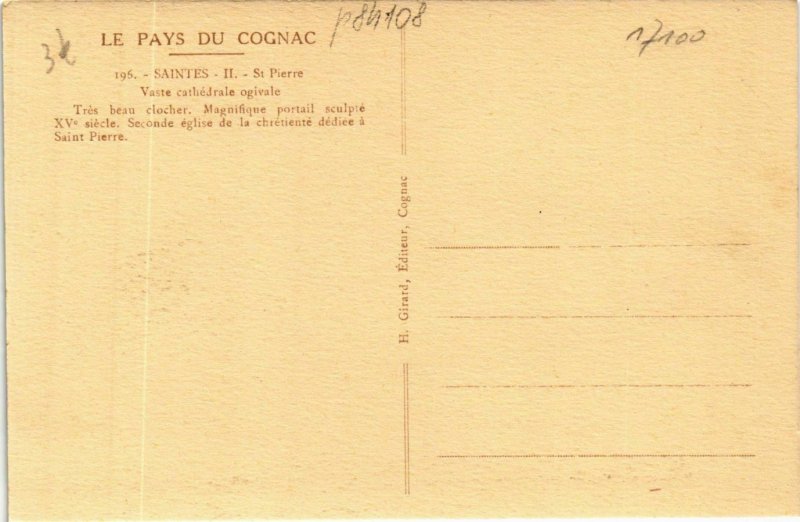 LE PAYS DU COGNAC
196. - SAINTES - II. - St Pierre
Vaste cathédrale ogivale
Très beau clocher. Magnifique portail sculpté
XVe siècle. Seconde église de la chrétienté dédiée à
Saint Pierre.
H. Girard, Éditeur, Cognac
p84108
17100